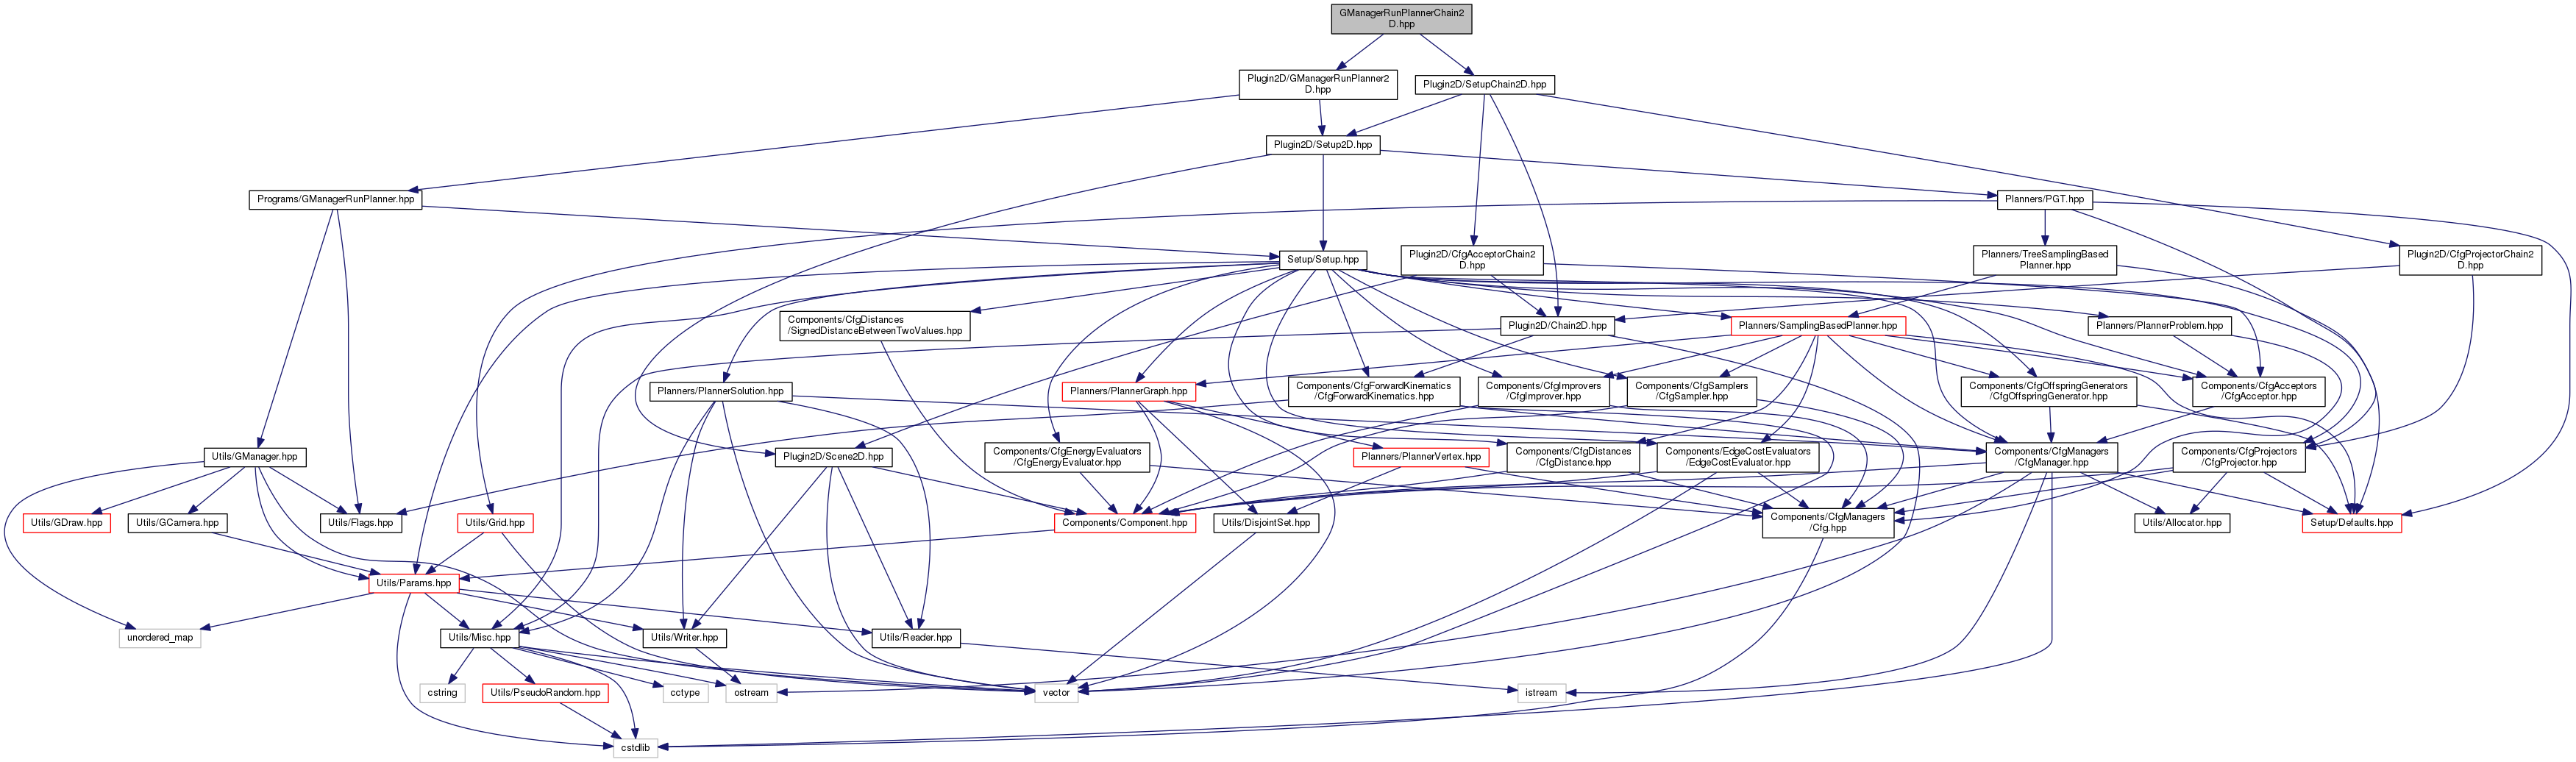 GManagerRunPlannerChain2
D.hpp
Plugin2D/GManagerRunPlanner2
D.hpp
Plugin2D/SetupChain2D.hpp
Plugin2D/Setup2D.hpp
Programs/GManagerRunPlanner.hpp
Planners/PGT.hpp
Setup/Setup.hpp
Plugin2D/CfgAcceptorChain2
D.hpp
Planners/TreeSamplingBased
Planner.hpp
Plugin2D/CfgProjectorChain2
D.hpp
Components/CfgDistances
/SignedDistanceBetweenTwoValues.hpp
Plugin2D/Chain2D.hpp
Planners/SamplingBasedPlanner.hpp
Planners/PlannerProblem.hpp
Planners/PlannerSolution.hpp
Planners/PlannerGraph.hpp
Components/CfgForwardKinematics
/CfgForwardKinematics.hpp
Components/CfgImprovers
/CfgImprover.hpp
Components/CfgSamplers
/CfgSampler.hpp
Components/CfgOffspringGenerators
/CfgOffspringGenerator.hpp
Components/CfgAcceptors
/CfgAcceptor.hpp
Utils/GManager.hpp
Plugin2D/Scene2D.hpp
Components/CfgEnergyEvaluators
/CfgEnergyEvaluator.hpp
Planners/PlannerVertex.hpp
Components/CfgDistances
/CfgDistance.hpp
Components/EdgeCostEvaluators
/EdgeCostEvaluator.hpp
Components/CfgManagers
/CfgManager.hpp
Components/CfgProjectors
/CfgProjector.hpp
Utils/GDraw.hpp
Utils/GCamera.hpp
Utils/Flags.hpp
Utils/Grid.hpp
Components/Component.hpp
Utils/DisjointSet.hpp
Components/CfgManagers
/Cfg.hpp
Utils/Allocator.hpp
Setup/Defaults.hpp
Utils/Params.hpp
unordered_map
Utils/Misc.hpp
Utils/Writer.hpp
Utils/Reader.hpp
cstring
Utils/PseudoRandom.hpp
cctype
ostream
vector
istream
cstdlib